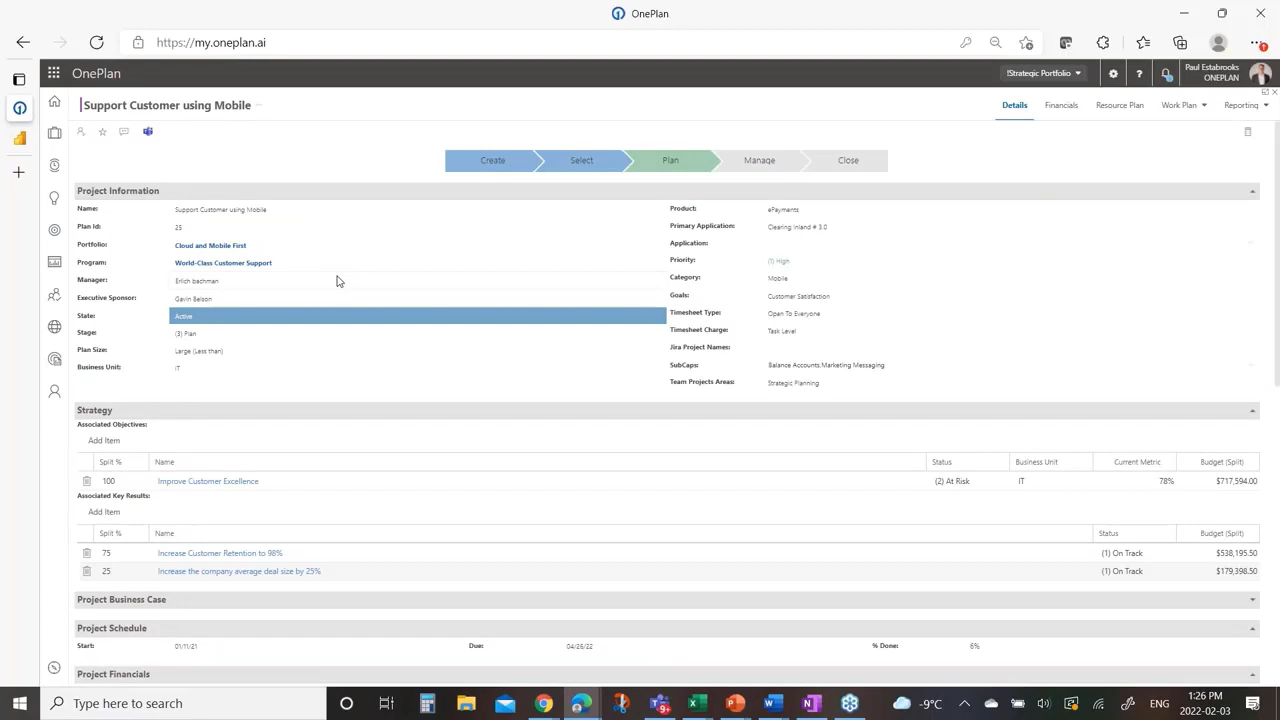 OnePlan
https://my.oneplan.ai
OnePlan
!Strategic Portfolio
Paul Estabrooks
ONEPLAN
Support Customer using Mobile
Details
Financials
Resource Plan
Work Plan
Reporting
Create
Select
Plan
Manage
Close
Project Information
Name: Support Customer using Mobile
Product: ePayments
Plan Id: 25
Primary Application: Clearing Inland # 3.0
Portfolio: Cloud and Mobile First
Application:
Program: World-Class Customer Support
Priority: (1) High
Manager: Erlich bachman
Category: Mobile
Executive Sponsor: Gavin Belson
Goals: Customer Satisfaction
State: Active
Timesheet Type: Open To Everyone
Stage: (3) Plan
Timesheet Charge: Task Level
Plan Size: Large (Less than)
Jira Project Names:
Business Unit: IT
SubCaps: Balance Accounts,Marketing Messaging
Team Projects Areas: Strategic Planning
Strategy
Associated Objectives:
Add Item
Split % Name Status Business Unit Current Metric Budget (Split)
100 Improve Customer Excellence (2) At Risk IT 78% $717,594.00
Associated Key Results:
Add Item
Split % Name Status Budget (Split)
75 Increase Customer Retention to 98% (1) On Track $538,195.50
25 Increase the company average deal size by 25% (1) On Track $179,398.50
Project Business Case
Project Schedule
Start: 01/11/21 Due: 04/26/22 % Done: 6%
Project Financials
Type here to search
-9°C
1:26 PM
2022-02-03